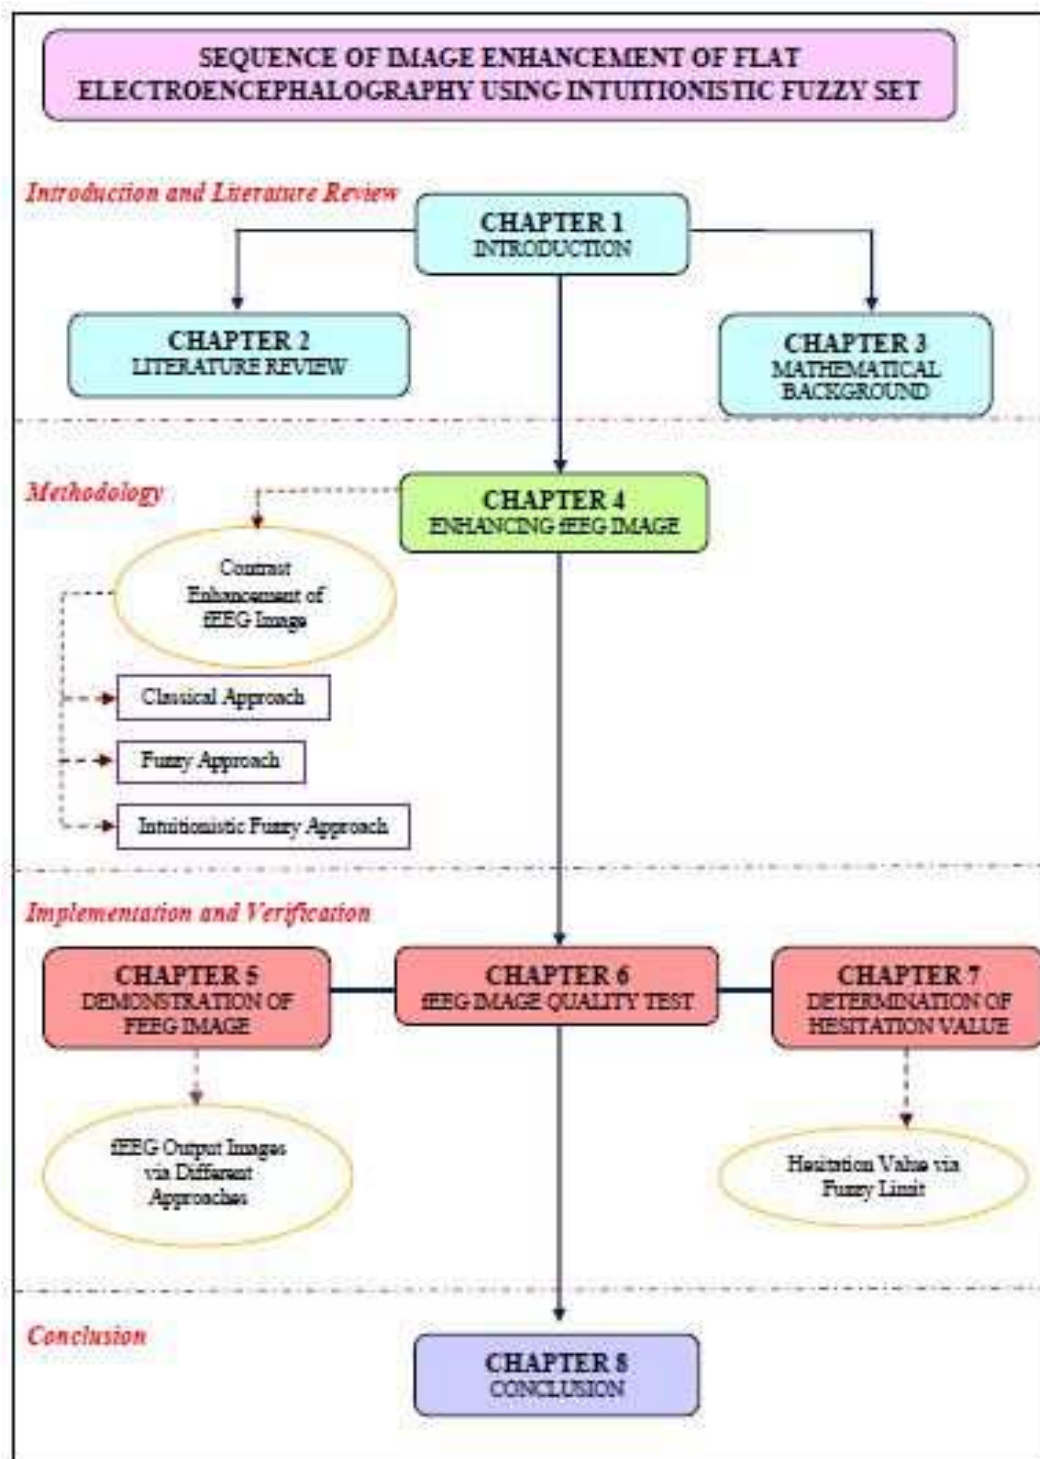 SEQUENCE OF IMAGE ENHANCEMENT OF FLAT
ELECTROENCEPHALOGRAPHY USING INTUITIONISTIC FUZZY SET
Introduction and Literature Review
CHAPTER 1
INTRODUCTION
CHAPTER 2
LITERATURE REVIEW
CHAPTER 3
MATHEMATICAL
BACKGROUND
Methodology
CHAPTER 4
ENHANCING fEEG IMAGE
Contrast
Enhancement of
fEEG Image
Classical Approach
Fuzzy Approach
Intuitionistic Fuzzy Approach
Implementation and Verification
CHAPTER 5
DEMONSTRATION OF
FEEG IMAGE
CHAPTER 6
fEEG IMAGE QUALITY TEST
CHAPTER 7
DETERMINATION OF
HESITATION VALUE
fEEG Output Images
via Different
Approaches
Hesitation Value via
Fuzzy Limit
Conclusion
CHAPTER 8
CONCLUSION